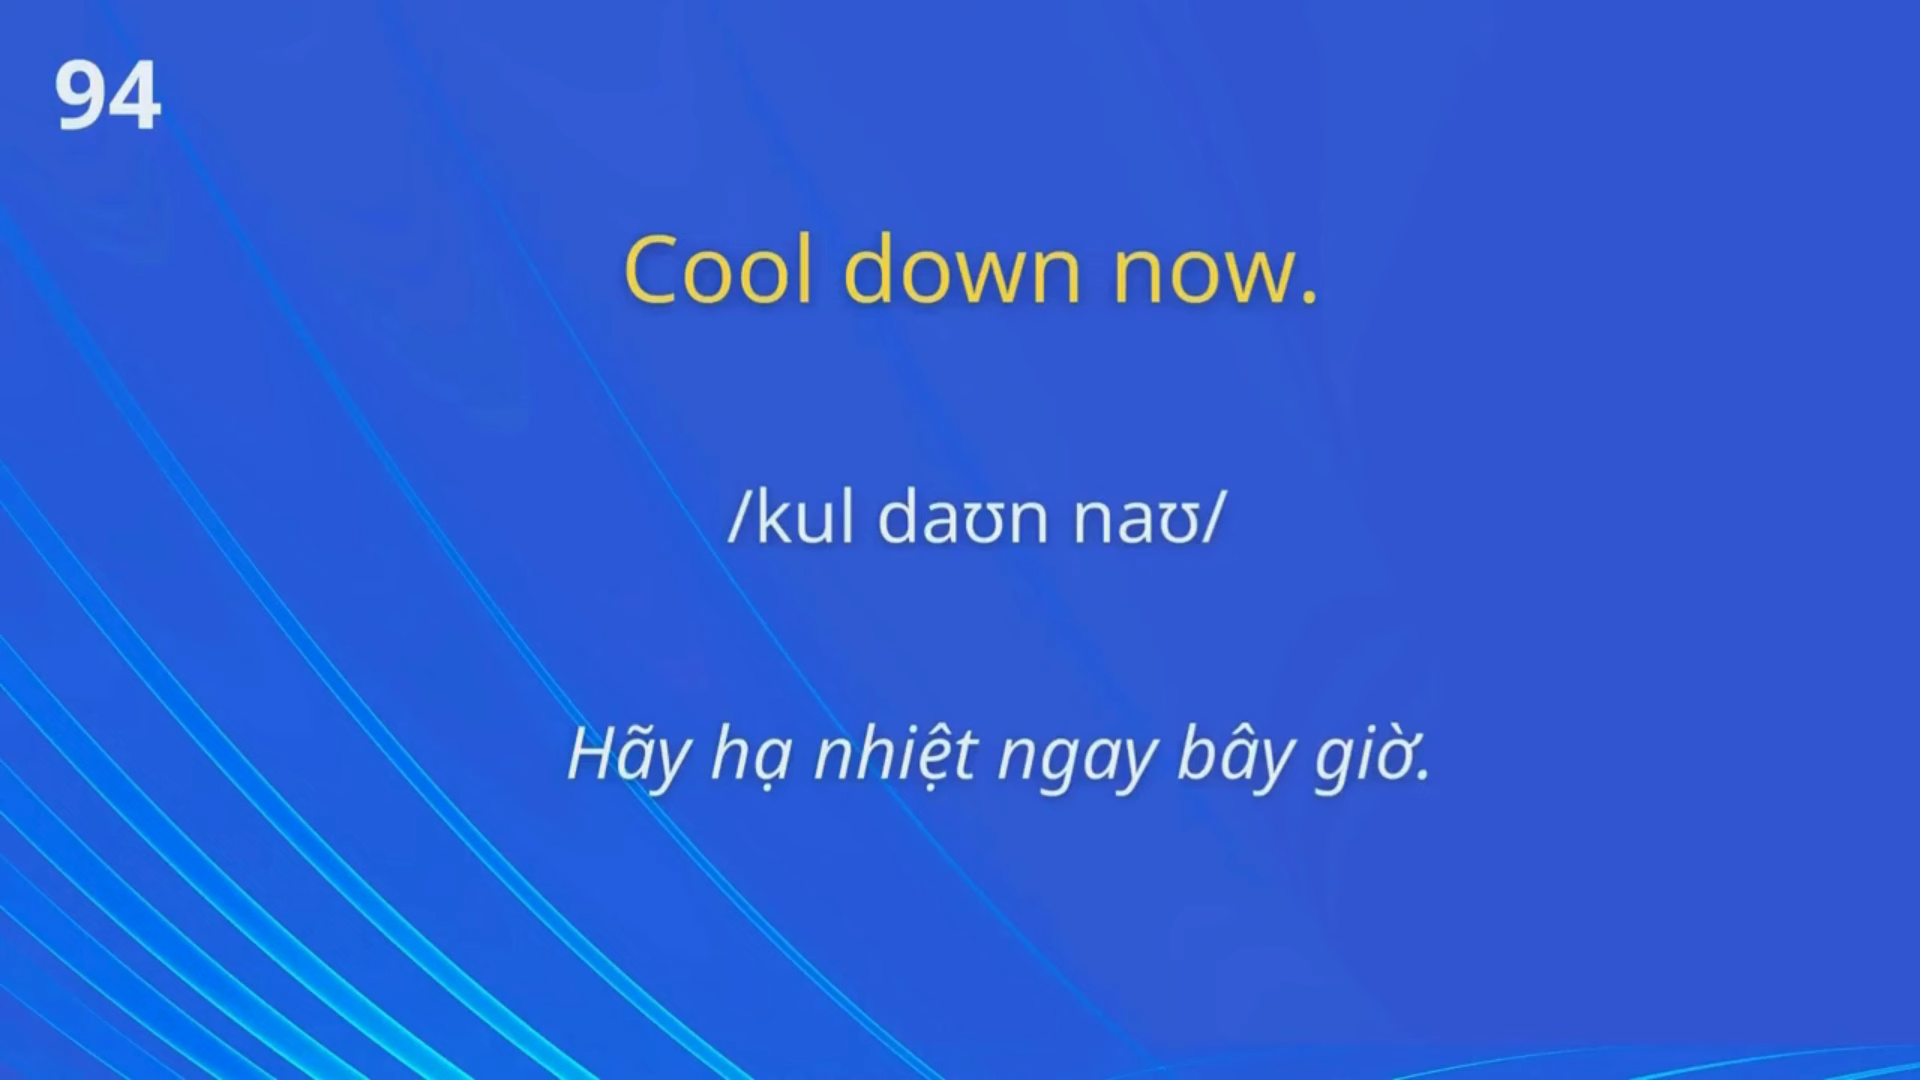 94
Cool down now.
/kul daʊn naʊ/
Hãy hạ nhiệt ngay bây giờ.